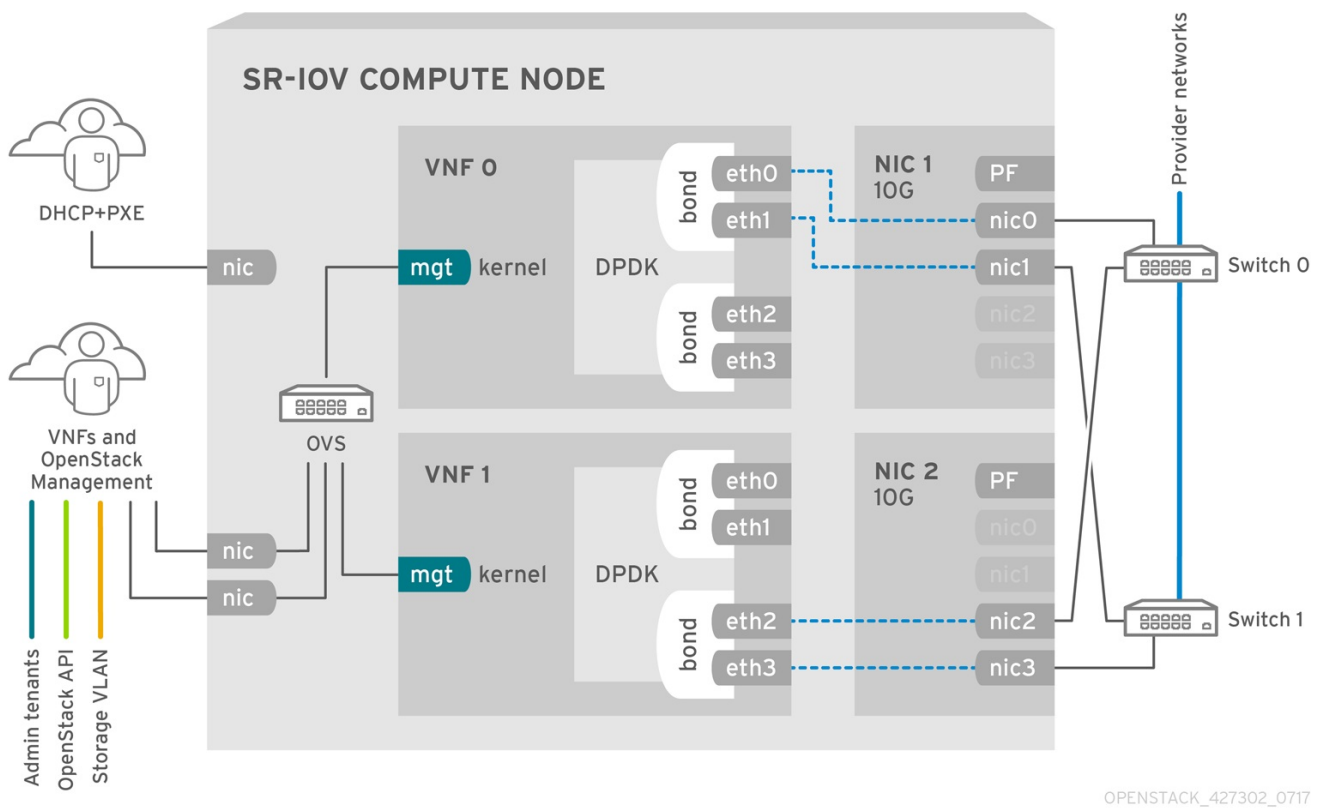 SR-IOV COMPUTE NODE
DHCP+PXE
nic
VNFs and
OpenStack
Management
nic
nic
Admin tenants
OpenStack API
Storage VLAN
OVS
VNF 0
mgt
kernel
DPDK
bond
eth0
eth1
bond
eth2
eth3
VNF 1
mgt
kernel
DPDK
bond
eth0
eth1
bond
eth2
eth3
NIC 1
10G
PF
nic0
nic1
nic2
nic3
NIC 2
10G
PF
nic0
nic1
nic2
nic3
Provider networks
Switch 0
Switch 1
OPENSTACK_427302_0717